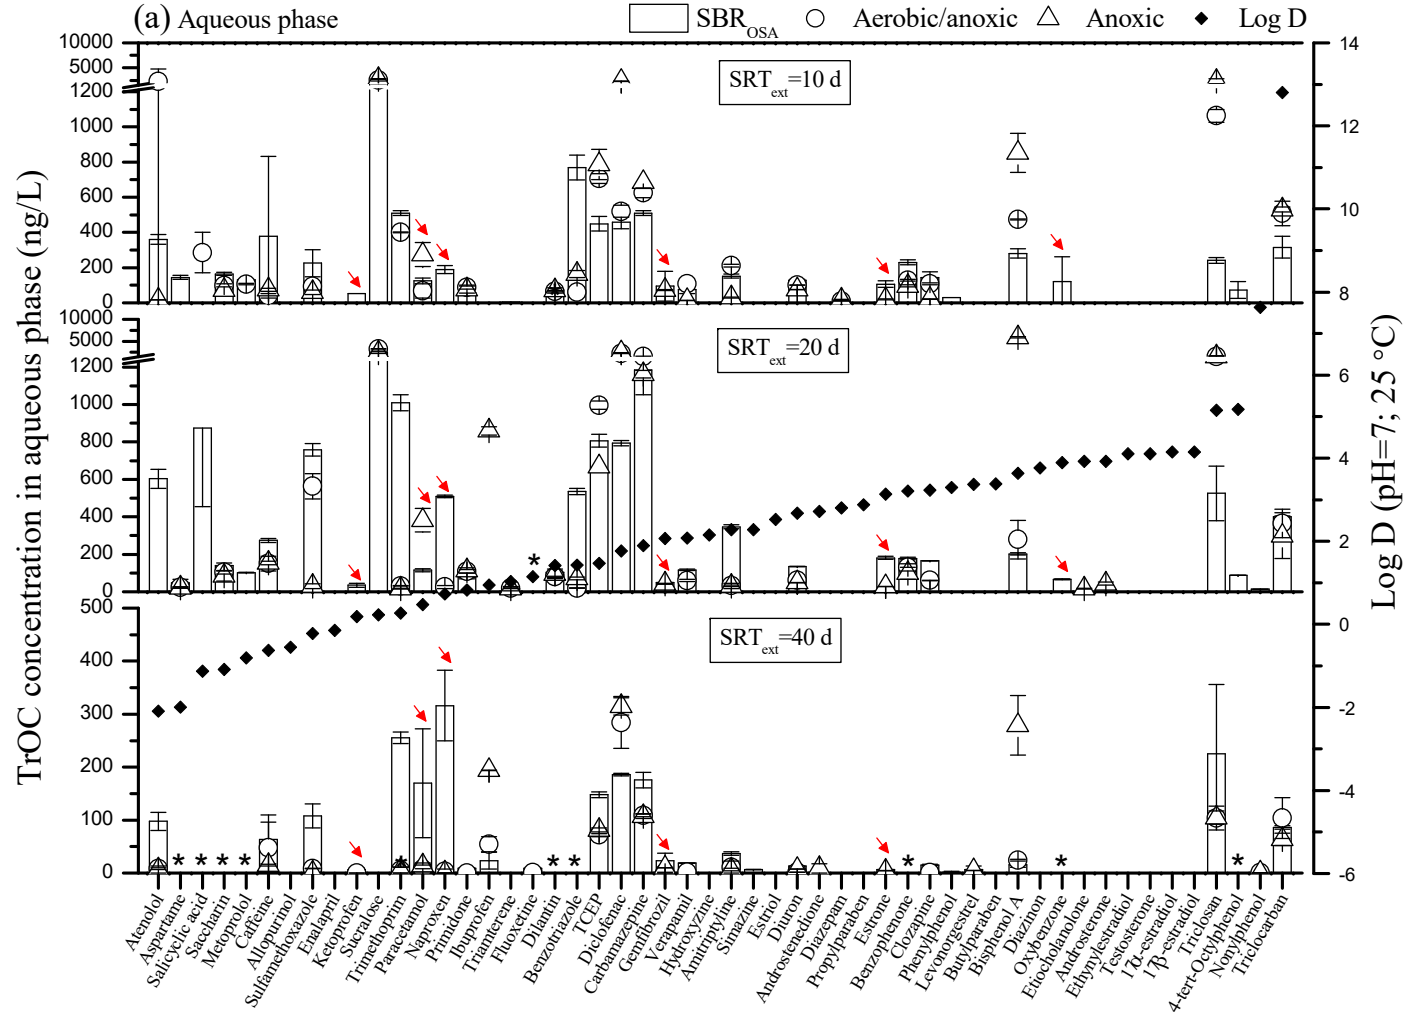 (a) Aqueous phase
SBR_OSA Aerobic/anoxic Anoxic Log D
TrOC concentration in aqueous phase (ng/L)
10000
5000
1200
1000
800
600
400
200
0
SRT_ext=10 d
10000
5000
1200
1000
800
600
400
200
0
SRT_ext=20 d
*
500
400
300
200
100
0
SRT_ext=40 d
* * * * * * * * * *
14
12
10
8
6
4
2
0
-2
-4
-6
Log D (pH=7; 25 °C)
Atenolol
Aspartame
Salicyclic acid
Saccharin
Metoprolol
Caffeine
Allopurinol
Sulfamethoxazole
Enalapril
Ketoprofen
Sucralose
Trimethoprim
Paracetamol
Naproxen
Primidone
Ibuprofen
Triamterene
Fluoxetine
Dilantin
Benzotriazole
TCEP
Diclofenac
Carbamazepine
Gemfibrozil
Verapamil
Hydroxyzine
Amitriptyline
Simazine
Estriol
Diuron
Androstenedione
Diazepam
Propylparaben
Estrone
Benzophenone
Clozapine
Phenylphenol
Levonorgestrel
Butylparaben
Bisphenol A
Diazinon
Oxybenzone
Etiocholanolone
Androsterone
Ethynylestradiol
Testosterone
17α-estradiol
17β-estradiol
Triclosan
4-tert-Octylphenol
Nonylphenol
Triclocarban